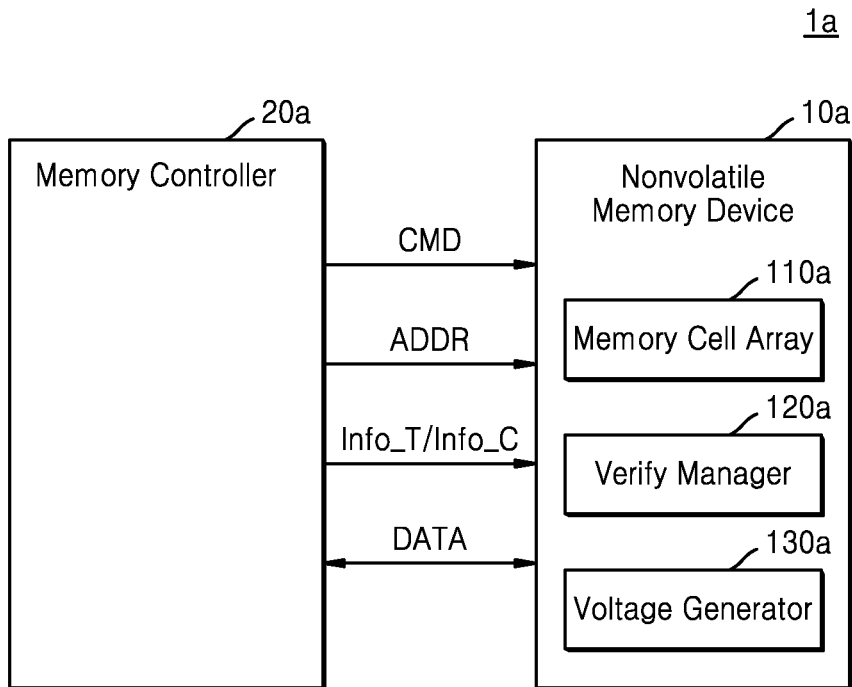 1a
20a
10a
Memory Controller
Nonvolatile
Memory Device
CMD
110a
ADDR
Memory Cell Array
120a
Info_T/Info_C
Verify Manager
DATA
130a
Voltage Generator